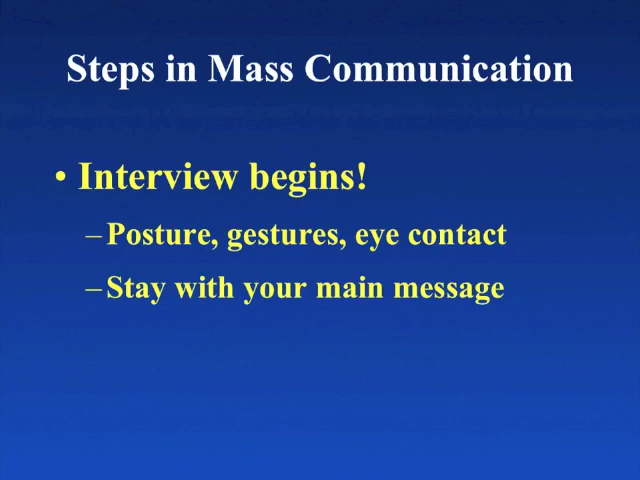 Steps in Mass Communication
• Interview begins!
– Posture, gestures, eye contact
– Stay with your main message